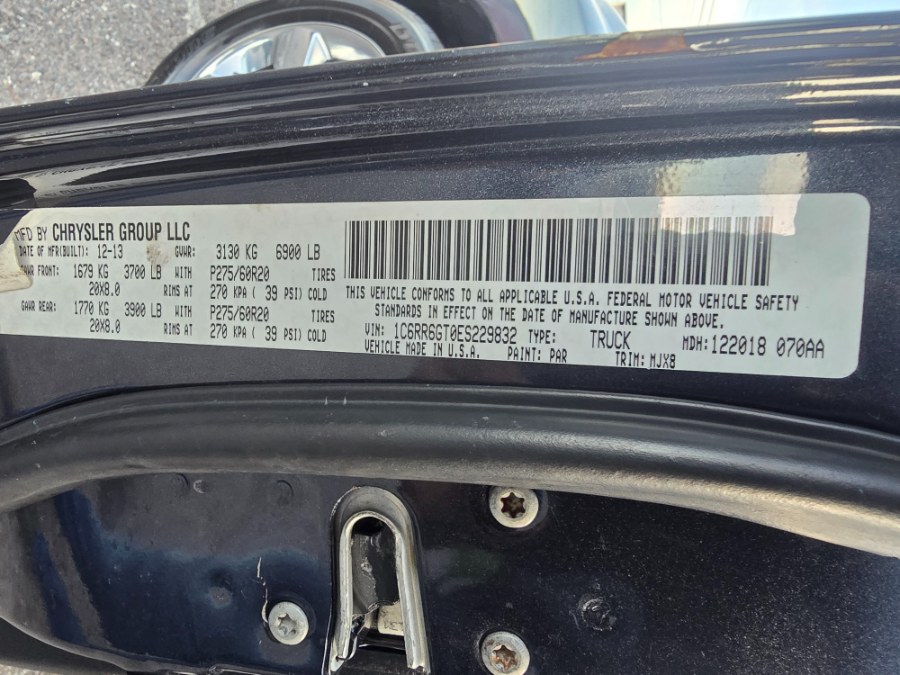 MFD BY CHRYSLER GROUP LLC
DATE OF MFR(BUILT): 12-13 GVWR: 3130 KG 6900 LB
GAWR FRONT: 1679 KG 3700 LB WITH P275/60R20 TIRES
20X8.0 RIMS AT 270 KPA ( 39 PSI) COLD
GAWR REAR: 1770 KG 3900 LB WITH P275/60R20 TIRES
20X8.0 RIMS AT 270 KPA ( 39 PSI) COLD
THIS VEHICLE CONFORMS TO ALL APPLICABLE U.S.A. FEDERAL MOTOR VEHICLE SAFETY
STANDARDS IN EFFECT ON THE DATE OF MANUFACTURE SHOWN ABOVE.
VIN: 1C6RR6GT0ES229832 TYPE: TRUCK MDH: 122018 070AA
VEHICLE MADE IN U.S.A. PAINT: PAR TRIM: MJX8